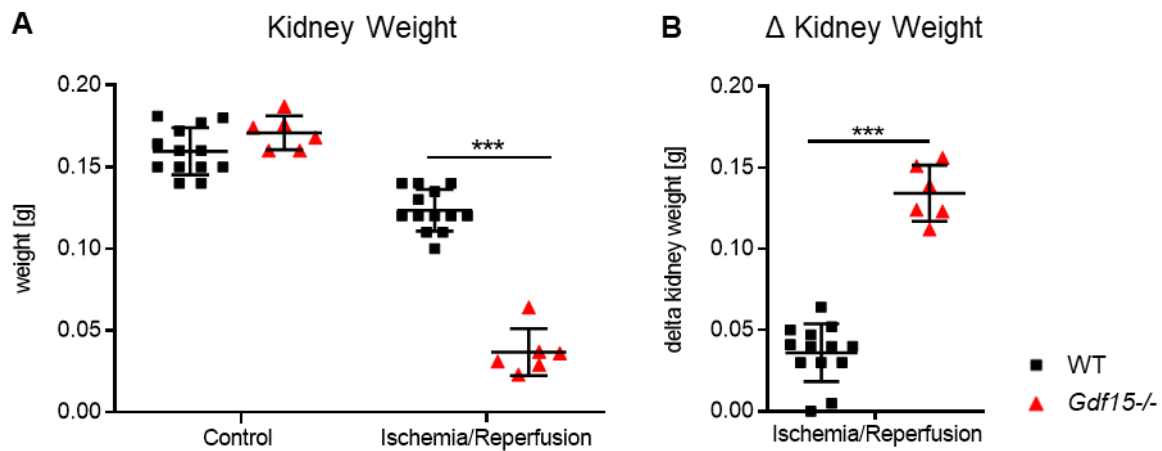 A
Kidney Weight
weight [g]
0.20
0.15
0.10
0.05
0.00
***
Control
Ischemia/Reperfusion
B
Δ Kidney Weight
delta kidney weight [g]
0.20
0.15
0.10
0.05
0.00
***
Ischemia/Reperfusion
WT
Gdf15-/-